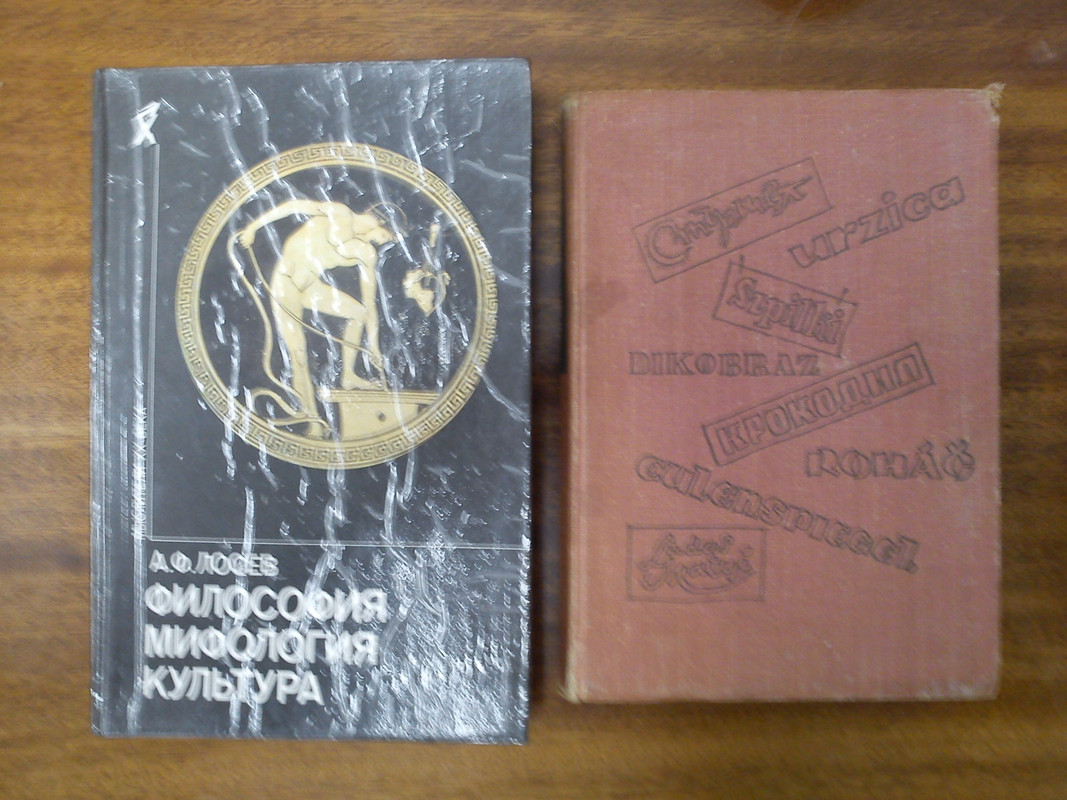 А.Ф. ЛОСЕВ
ФИЛОСОФИЯ
МИФОЛОГИЯ
КУЛЬТУРА
urzica
Szpilki
DIKOBRAZ
КРОКОДИЛ
ROHÁČ
eulenspiegel